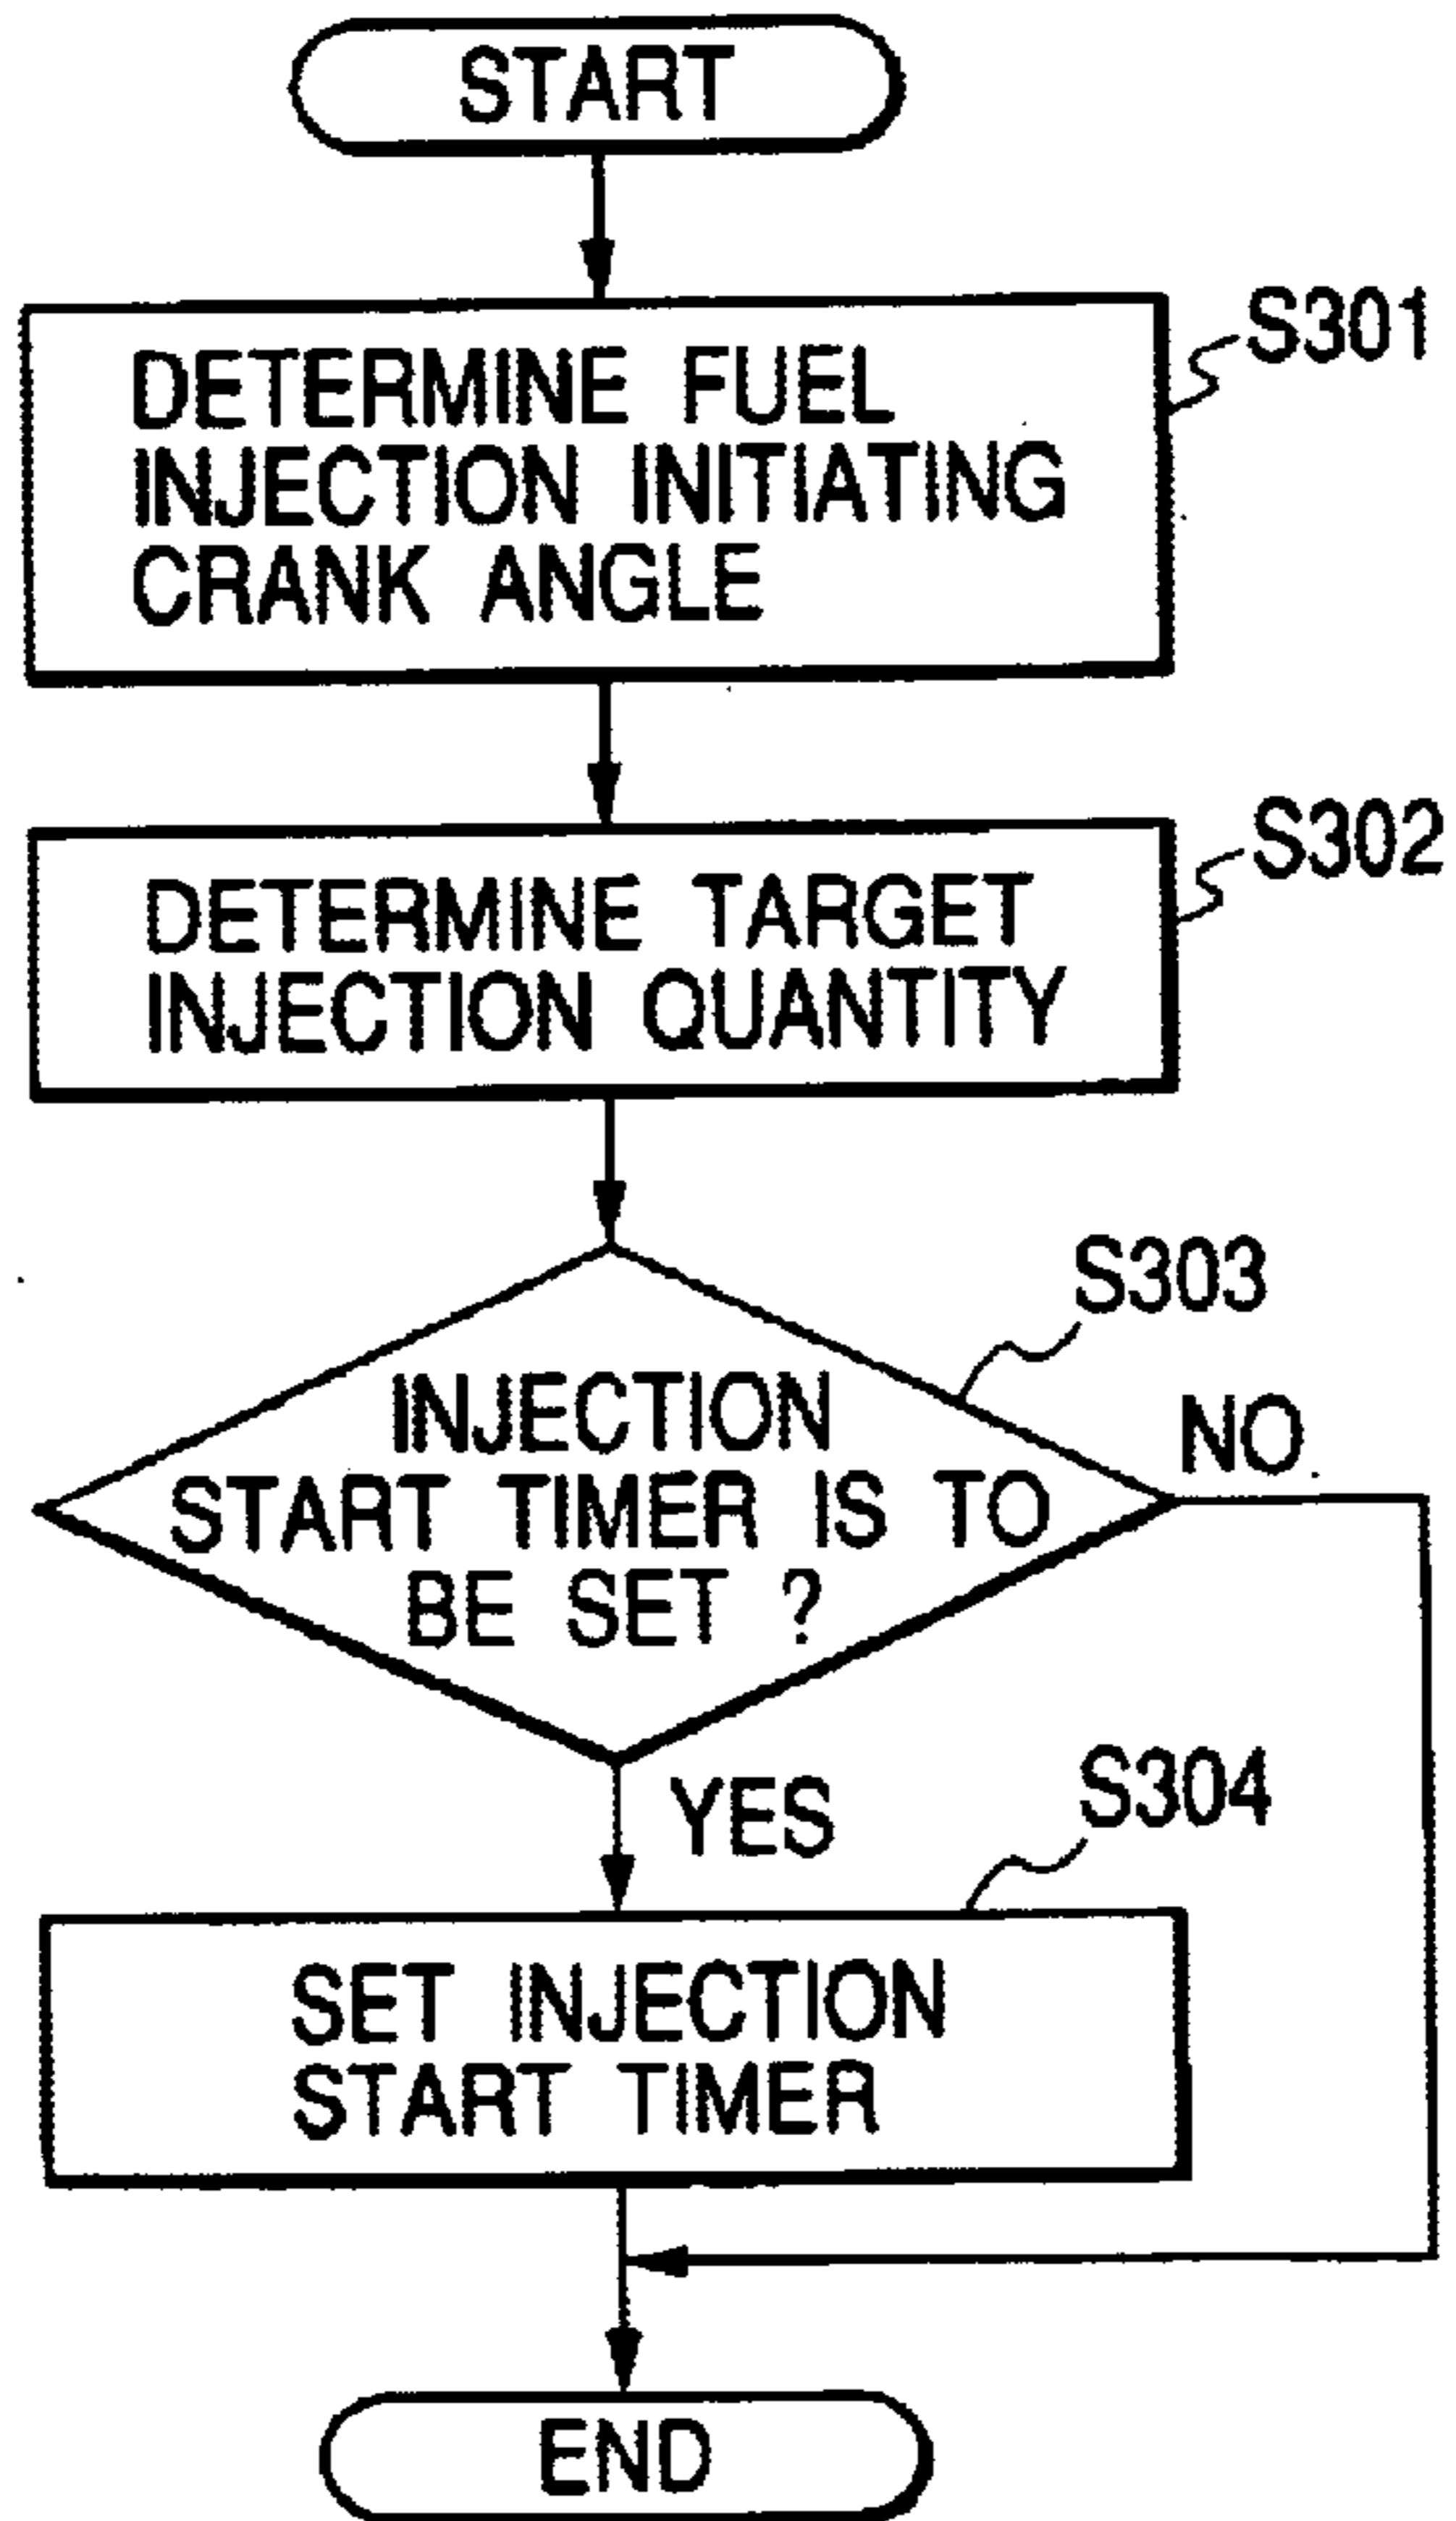 START
S301
DETERMINE FUEL
INJECTION INITIATING
CRANK ANGLE
S302
DETERMINE TARGET
INJECTION QUANTITY
S303
INJECTION
START TIMER IS TO
BE SET ?
NO
YES
S304
SET INJECTION
START TIMER
END